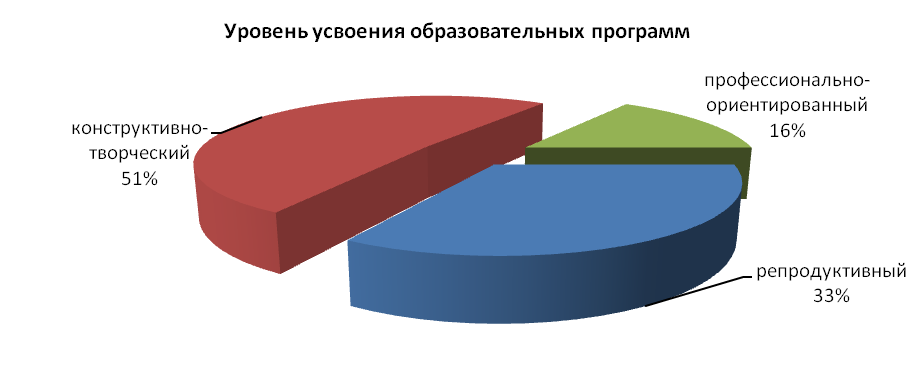 Уровень усвоения образовательных программ
профессионально-
ориентированный
16%
конструктивно-
творческий
51%
репродуктивный
33%